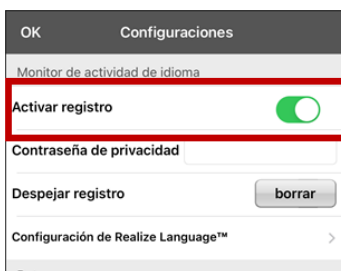 OK Configuraciones
Monitor de actividad de idioma
Activar registro
Contraseña de privacidad
Despejar registro borrar
Configuración de Realize Language™